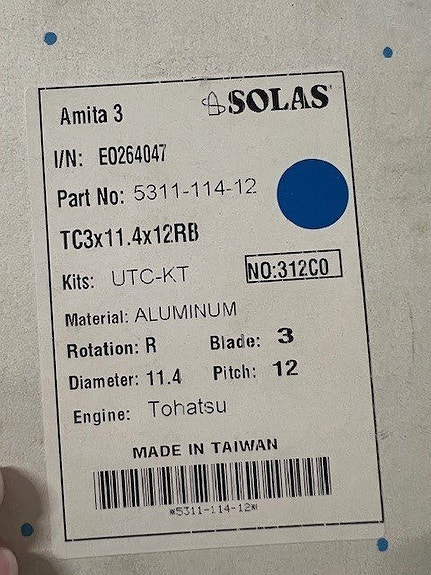 Amita 3
SOLAS
I/N: E0264047
Part No: 5311-114-12
TC3x11.4x12RB
Kits: UTC-KT
NO:312C0
Material: ALUMINUM
Rotation: R Blade: 3
Diameter: 11.4 Pitch: 12
Engine: Tohatsu
MADE IN TAIWAN
*5311-114-12*